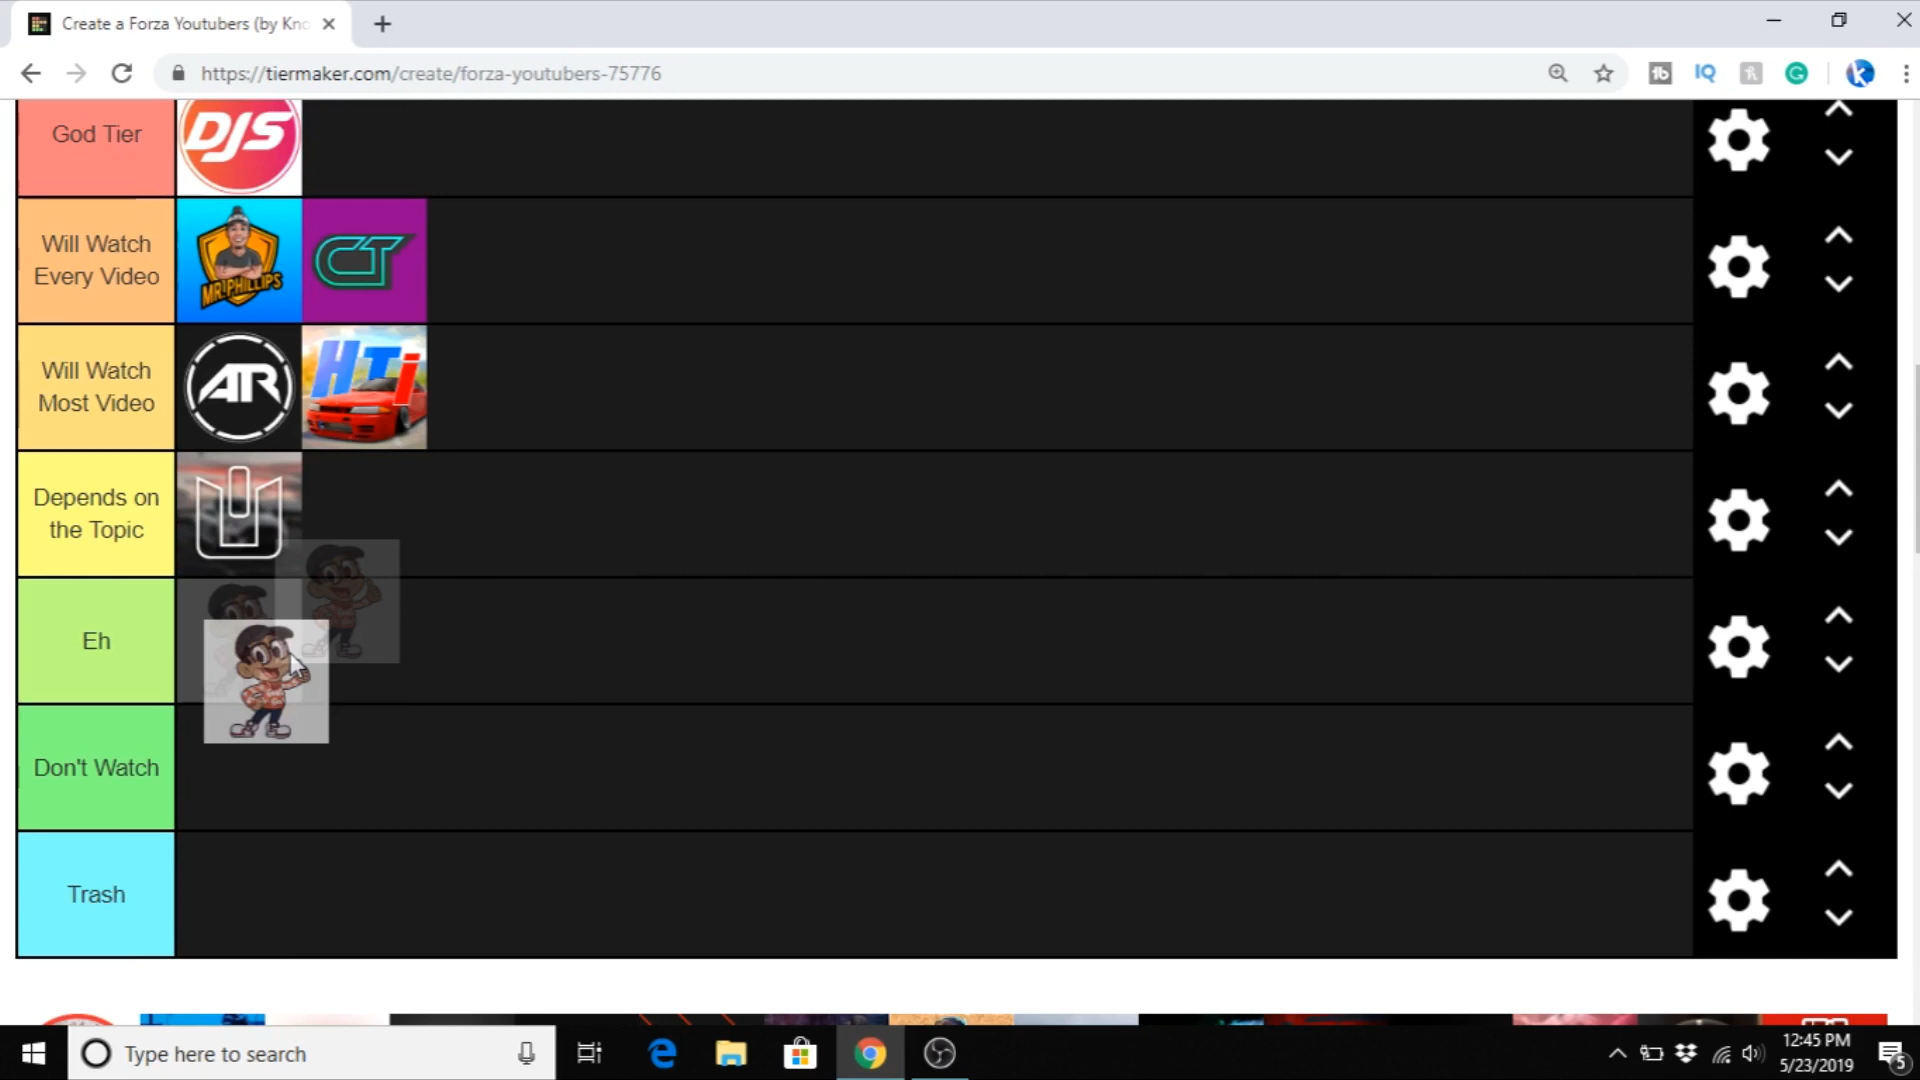 Create a Forza Youtubers (by Kno
https://tiermaker.com/create/forza-youtubers-75776
God Tier
DJS
Will Watch
Every Video
MR.PHILLIPS
CT
Will Watch
Most Video
AR
HTi
Depends on
the Topic
Eh
Don't Watch
Trash
Type here to search
12:45 PM
5/23/2019
5